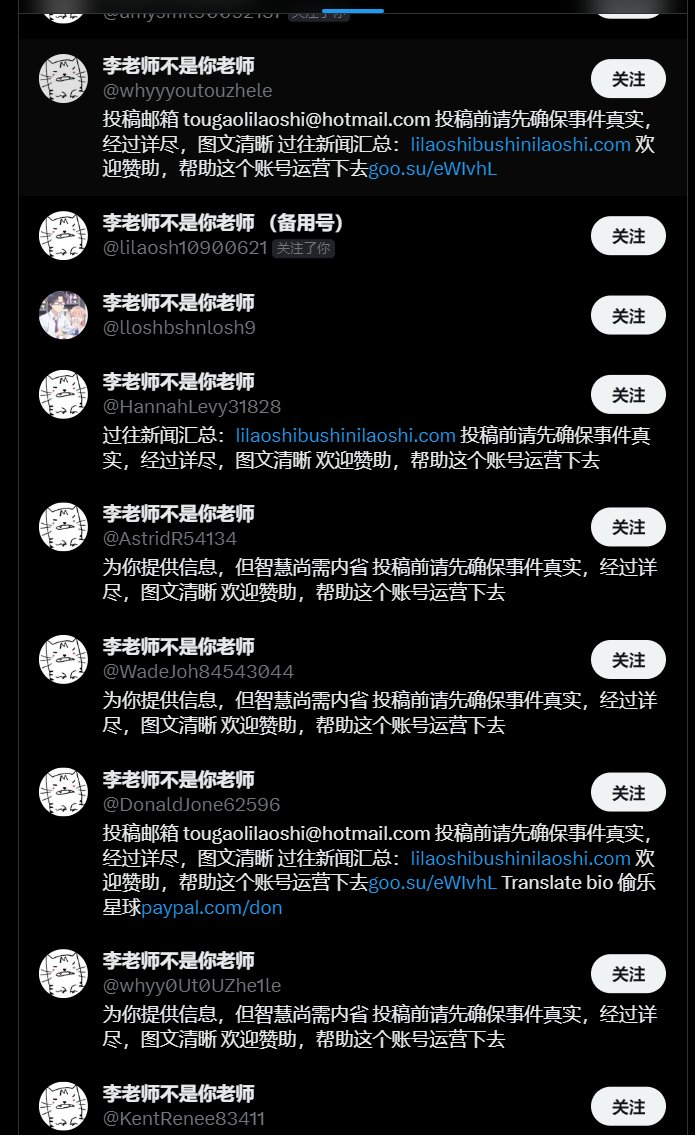 关注了你
李老师不是你老师
@whyyyoutouzhele
关注
投稿邮箱 tougaolilaoshi@hotmail.com 投稿前请先确保事件真实，
经过详尽，图文清晰 过往新闻汇总：lilaoshibushinilaoshi.com 欢
迎赞助，帮助这个账号运营下去goo.su/eWIvhL
李老师不是你老师 （备用号）
@lilaosh10900621 关注了你
关注
李老师不是你老师
@lloshbshnlosh9
关注
李老师不是你老师
@HannahLevy31828
关注
过往新闻汇总：lilaoshibushinilaoshi.com 投稿前请先确保事件真
实，经过详尽，图文清晰 欢迎赞助，帮助这个账号运营下去
李老师不是你老师
@AstridR54134
关注
为你提供信息，但智慧尚需内省 投稿前请先确保事件真实，经过详
尽，图文清晰 欢迎赞助，帮助这个账号运营下去
李老师不是你老师
@WadeJoh84543044
关注
为你提供信息，但智慧尚需内省 投稿前请先确保事件真实，经过详
尽，图文清晰 欢迎赞助，帮助这个账号运营下去
李老师不是你老师
@DonaldJone62596
关注
投稿邮箱 tougaolilaoshi@hotmail.com 投稿前请先确保事件真实，
经过详尽，图文清晰 过往新闻汇总：lilaoshibushinilaoshi.com 欢
迎赞助，帮助这个账号运营下去goo.su/eWIvhL Translate bio 偷乐
星球paypal.com/don
李老师不是你老师
@whyy0Ut0UZhe1le
关注
为你提供信息，但智慧尚需内省 投稿前请先确保事件真实，经过详
尽，图文清晰 欢迎赞助，帮助这个账号运营下去
李老师不是你老师
@KentRenee83411
关注